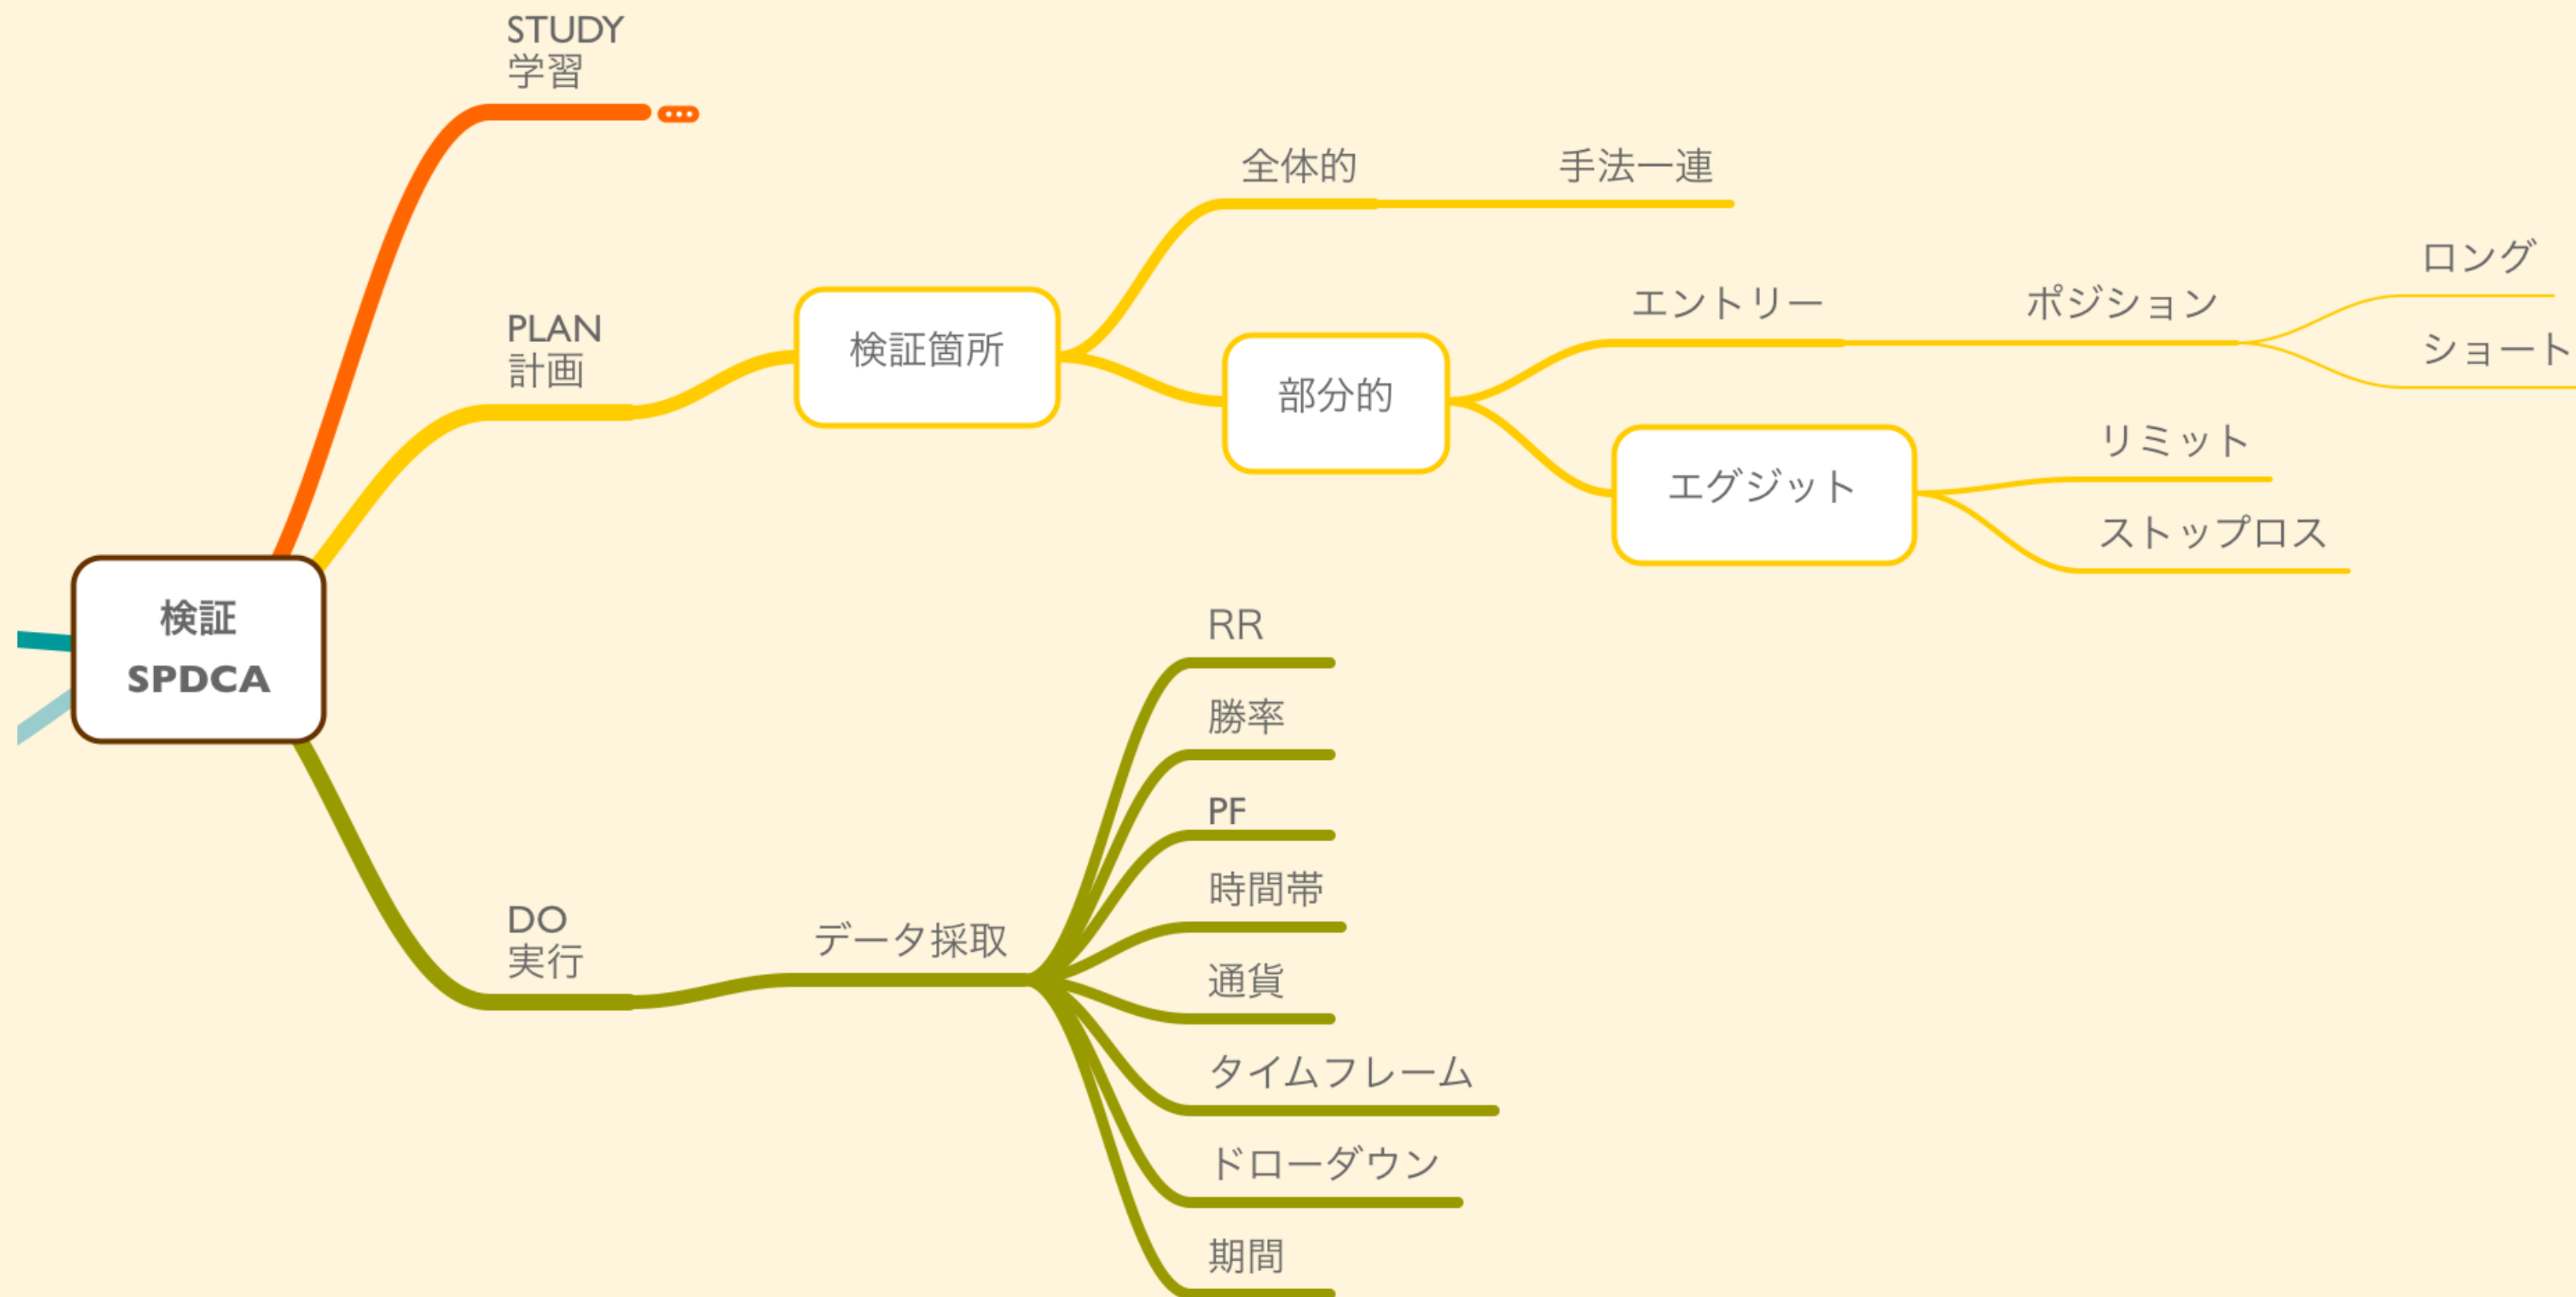 STUDY
学習
PLAN
計画
検証箇所
全体的
手法一連
部分的
エントリー
ポジション
ロング
ショート
エグジット
リミット
ストップロス
検証
SPDCA
DO
実行
データ採取
RR
勝率
PF
時間帯
通貨
タイムフレーム
ドローダウン
期間